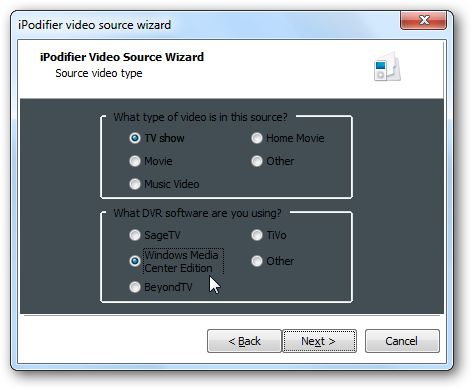 iPodifier video source wizard
iPodifier Video Source Wizard
Source video type
What type of video is in this source?
TV show
Home Movie
Movie
Other
Music Video
What DVR software are you using?
SageTV
TiVo
Windows Media
Center Edition
Other
BeyondTV
< Back
Next >
Cancel